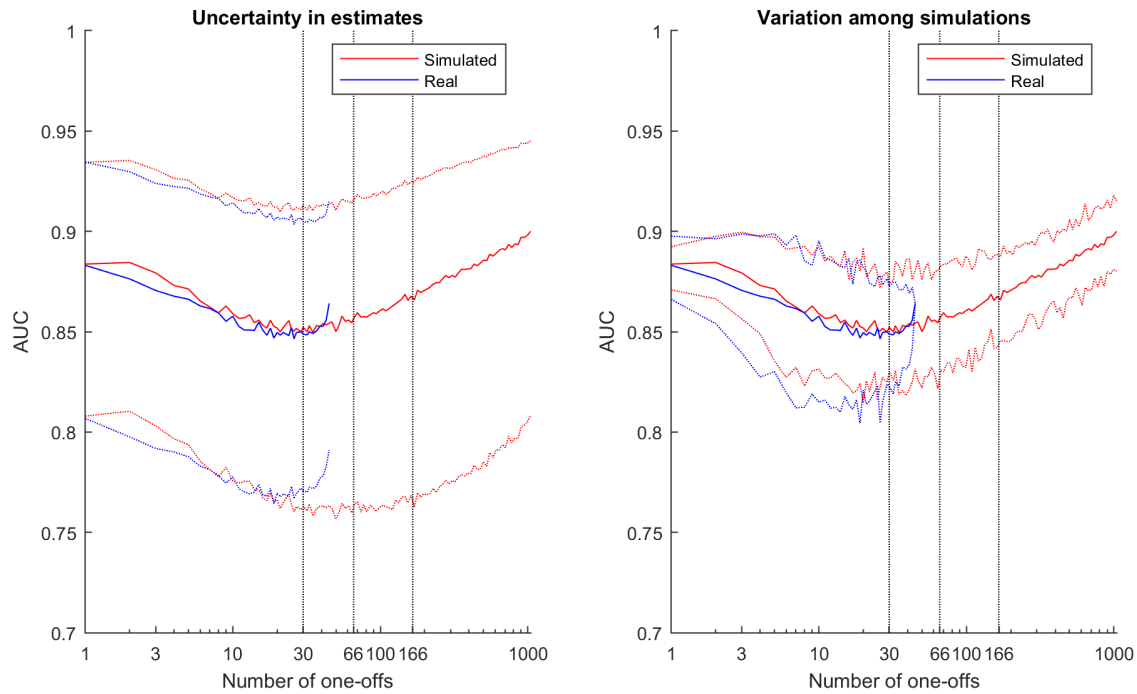 Uncertainty in estimates
Simulated
Real
1
0.95
0.9
0.85
0.8
0.75
0.7
AUC
1 3 10 30 66 100 166 1000
Number of one-offs
Variation among simulations
Simulated
Real
1
0.95
0.9
0.85
0.8
0.75
0.7
AUC
1 3 10 30 66 100 166 1000
Number of one-offs